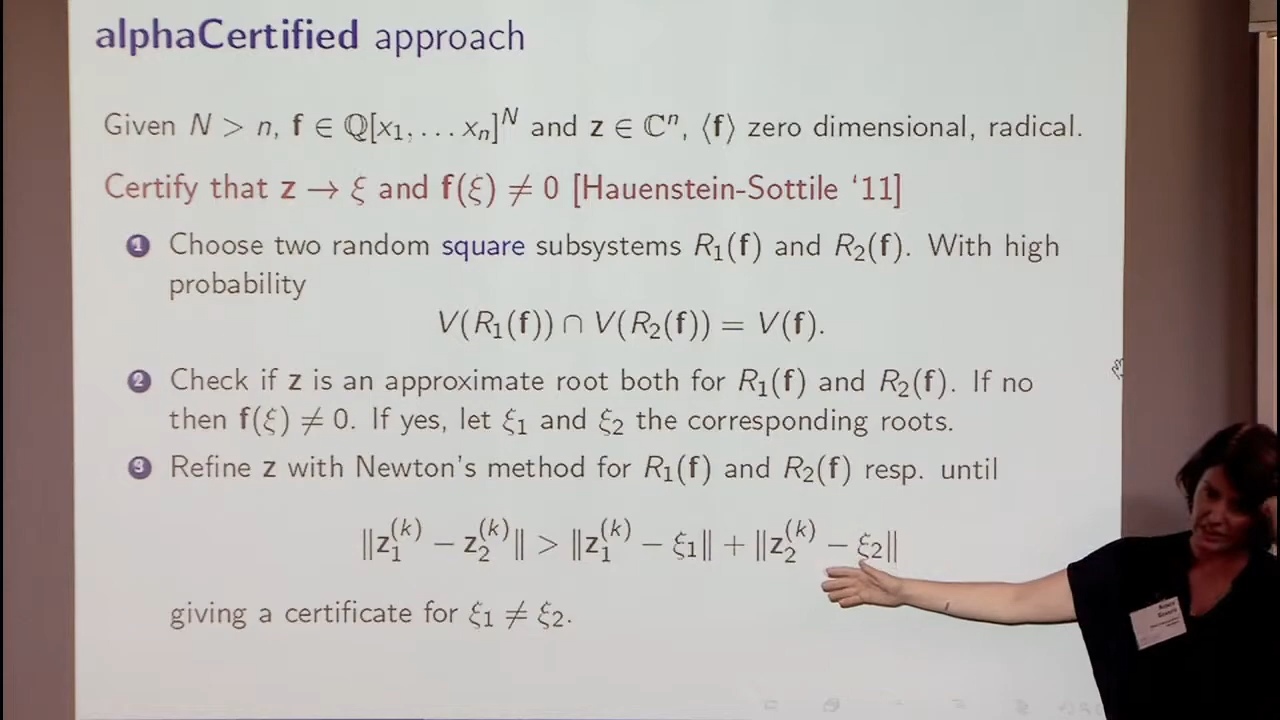 alphaCertified approach
Given N > n, f ∈ ℚ[x₁, … xₙ]ᴺ and z ∈ ℂⁿ, ⟨f⟩ zero dimensional, radical.
Certify that z → ξ and f(ξ) ≠ 0 [Hauenstein-Sottile ‘11]
1 Choose two random square subsystems R₁(f) and R₂(f). With high
probability
V(R₁(f)) ∩ V(R₂(f)) = V(f).
2 Check if z is an approximate root both for R₁(f) and R₂(f). If no
then f(ξ) ≠ 0. If yes, let ξ₁ and ξ₂ the corresponding roots.
3 Refine z with Newton's method for R₁(f) and R₂(f) resp. until
‖z₁⁽ᵏ⁾ − z₂⁽ᵏ⁾‖ > ‖z₁⁽ᵏ⁾ − ξ₁‖ + ‖z₂⁽ᵏ⁾ − ξ₂‖
giving a certificate for ξ₁ ≠ ξ₂.